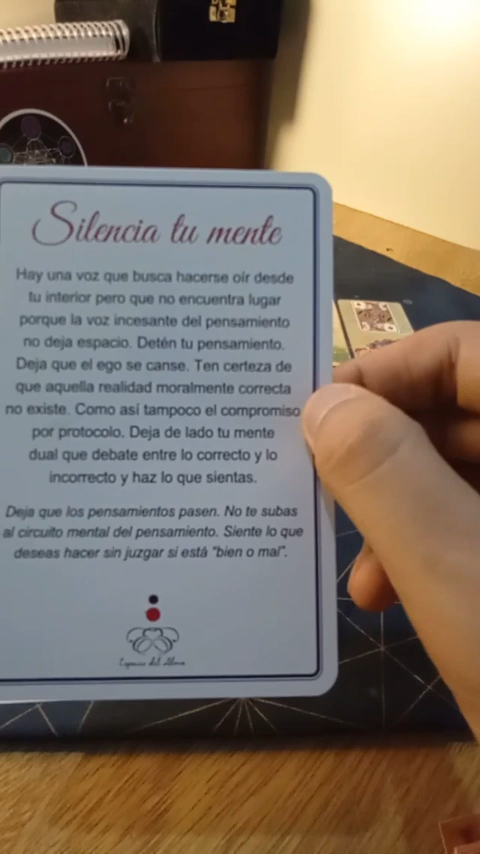 Silencia tu mente
Hay una voz que busca hacerse oír desde
tu interior pero que no encuentra lugar
porque la voz incesante del pensamiento
no deja espacio. Detén tu pensamiento.
Deja que el ego se canse. Ten certeza de
que aquella realidad moralmente correcta
no existe. Como así tampoco el compromiso
por protocolo. Deja de lado tu mente
dual que debate entre lo correcto y lo
incorrecto y haz lo que sientas.
Deja que los pensamientos pasen. No te subas
al circuito mental del pensamiento. Siente lo que
deseas hacer sin juzgar si está "bien o mal".
Espacio del Alma